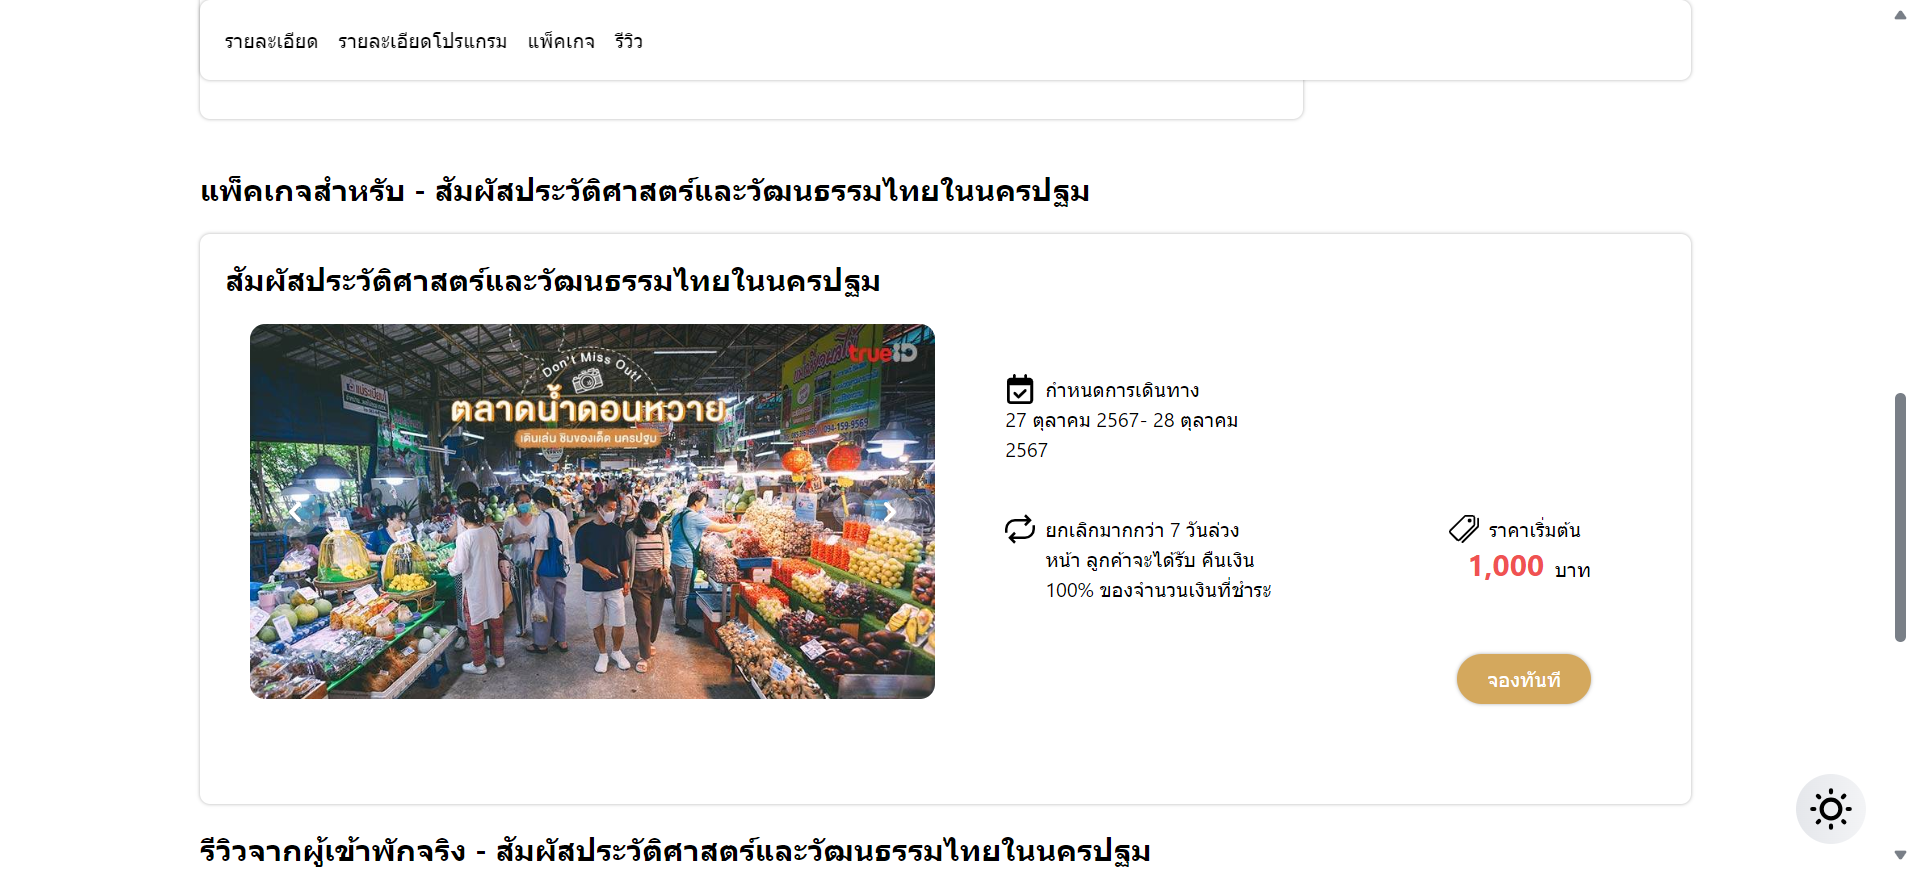 รายละเอียด รายละเอียดโปรแกรม แพ็คเกจ รีวิว
แพ็คเกจสำหรับ - สัมผัสประวัติศาสตร์และวัฒนธรรมไทยในนครปฐม
สัมผัสประวัติศาสตร์และวัฒนธรรมไทยในนครปฐม
trueID
Don't Miss Out!
ตลาดน้ำดอนหวาย
เดินเล่น ชิมของเด็ด นครปฐม
094-159-9569
กำหนดการเดินทาง
27 ตุลาคม 2567- 28 ตุลาคม
2567
ยกเลิกมากกว่า 7 วันล่วง
หน้า ลูกค้าจะได้รับ คืนเงิน
100% ของจำนวนเงินที่ชำระ
ราคาเริ่มต้น
1,000 บาท
จองทันที
รีวิวจากผู้เข้าพักจริง - สัมผัสประวัติศาสตร์และวัฒนธรรมไทยในนครปฐม